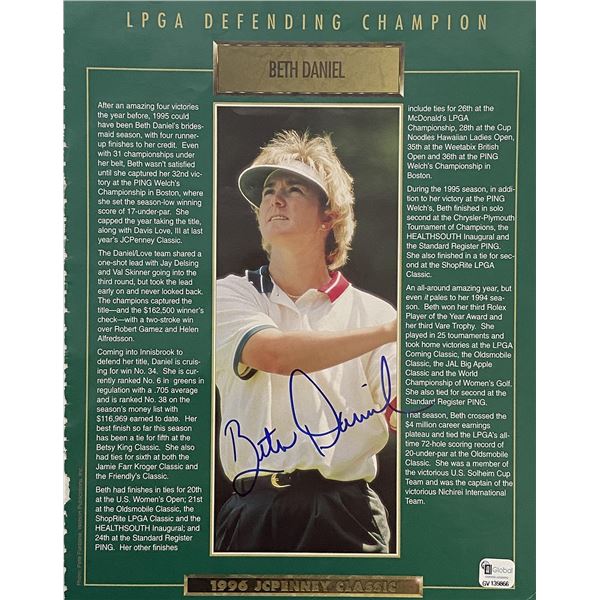 LPGA DEFENDING CHAMPION
BETH DANIEL
After an amazing four victories
the year before, 1995 could
have been Beth Daniel's brides-
maid season, with four runner-
up finishes to her credit. Even
with 31 championships under
her belt, Beth wasn't satisfied
until she captured her 32nd vic-
tory at the PING Welch's
Championship in Boston, where
she set the season-low winning
score of 17-under-par. She
capped the year taking the title,
along with Davis Love, III at last
year's JCPenney Classic.
The Daniel/Love team shared a
one-shot lead with Jay Delsing
and Val Skinner going into the
third round, but took the lead
early on and never looked back.
The champions captured the
title—and the $162,500 winner's
check—with a two-stroke win
over Robert Gamez and Helen
Alfredsson.
Coming into Innisbrook to
defend her title, Daniel is cruis-
ing for win No. 34. She is cur-
rently ranked No. 6 in greens in
regulation with a .705 average
and is ranked No. 38 on the
season's money list with
$116,969 earned to date. Her
best finish so far this season
has been a tie for fifth at the
Betsy King Classic. She also
had ties for sixth at both the
Jamie Farr Kroger Classic and
the Friendly's Classic.
Beth had finishes in ties for 20th
at the U.S. Women's Open; 21st
at the Oldsmobile Classic, the
ShopRite LPGA Classic and the
HEALTHSOUTH Inaugural; and
24th at the Standard Register
PING. Her other finishes
include ties for 26th at the
McDonald's LPGA
Championship, 28th at the Cup
Noodles Hawaiian Ladies Open,
35th at the Weetabix British
Open and 36th at the PING
Welch's Championship in
Boston.
During the 1995 season, in addi-
tion to her victory at the PING
Welch's, Beth finished in solo
second at the Chrysler-Plymouth
Tournament of Champions, the
HEALTHSOUTH Inaugural and
the Standard Register PING.
She also finished in a tie for sec-
ond at the ShopRite LPGA
Classic.
An all-around amazing year, but
even it pales to her 1994 sea-
son. Beth won her third Rolex
Player of the Year Award and
her third Vare Trophy. She
played in 25 tournaments and
took home victories at the LPGA
Corning Classic, the Oldsmobile
Classic, the JAL Big Apple
Classic and the World
Championship of Women's Golf.
She also tied for second at the
Standard Register PING.
That season, Beth crossed the
$4 million career earnings
plateau and tied the LPGA's all-
time 72-hole scoring record of
20-under-par at the Oldsmobile
Classic. She was a member of the
victorious U.S. Solheim Cup
Team and was the captain of the
victorious Nichirei International
Team.
Beth Daniel
1996 JCPENNEY CLASSIC
Global